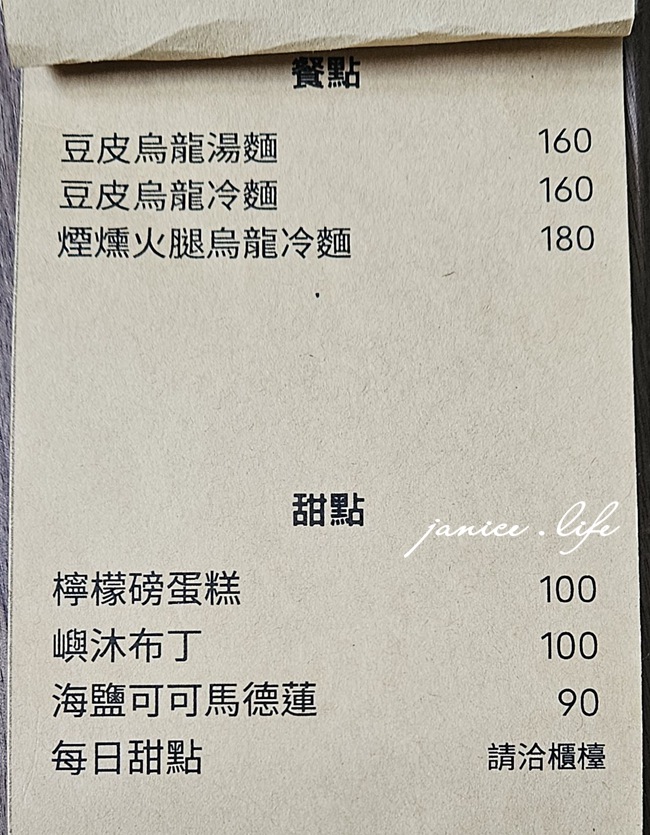 餐點
豆皮烏龍湯麵 160
豆皮烏龍冷麵 160
煙燻火腿烏龍冷麵 180
甜點
janice.life
檸檬磅蛋糕 100
嶼沐布丁 100
海鹽可可馬德蓮 90
每日甜點 請洽櫃檯